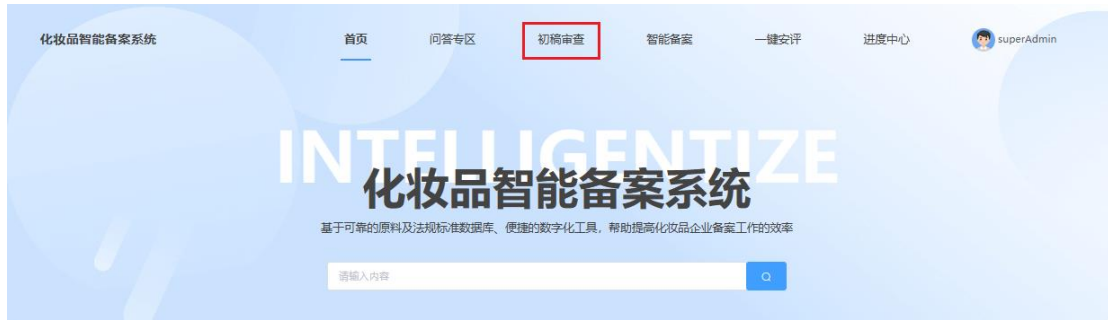 化妆品智能备案系统
首页 问答专区 初稿审查 智能备案 一键安评 进度中心 superAdmin
INTELLIGENTIZE
化妆品智能备案系统
基于可靠的原料及法规标准数据库、便捷的数字化工具，帮助提高化妆品企业备案工作的效率
请输入内容